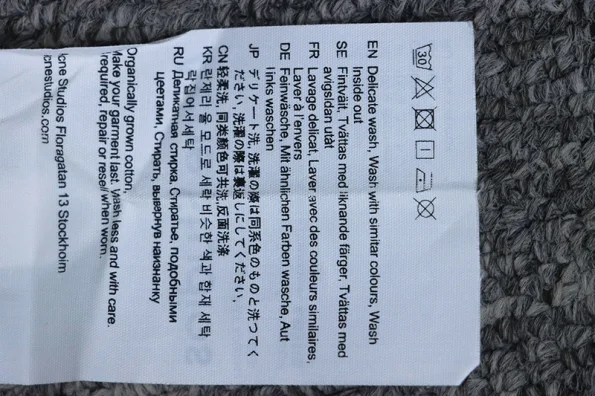 30
EN Delicate wash, Wash with similar colours, Wash
Inside out
SE Fintvätt, Tvättas med liknande färger, Tvättas med
avigsidan utåt
FR Lavage delicat, Laver avec des couleurs similaires,
Laver à l'envers
DE Feinwäsche, Mit ähnlichen Farben wasche, Aut
links waschen
JP デリケート洗, 洗濯の際は同系色のものと洗ってく
ださい, 洗濯の際は裏返しにしてください,
CN 轻柔洗, 同类颜色可共洗, 反面洗涤
KR 란제리 울 모드로 세탁 비슷한 색과 함께 세탁
뒤집어서세탁
RU Деликатная стирка, Стиратье, подобными
цветами, Стирать, вывернув наизнанку
Organically grown cotton,
Make your garment last. Wash less and with care.
required, repair or resell when worn.
cne Studios Floragatan 13 Stockholm
cnestudios.com